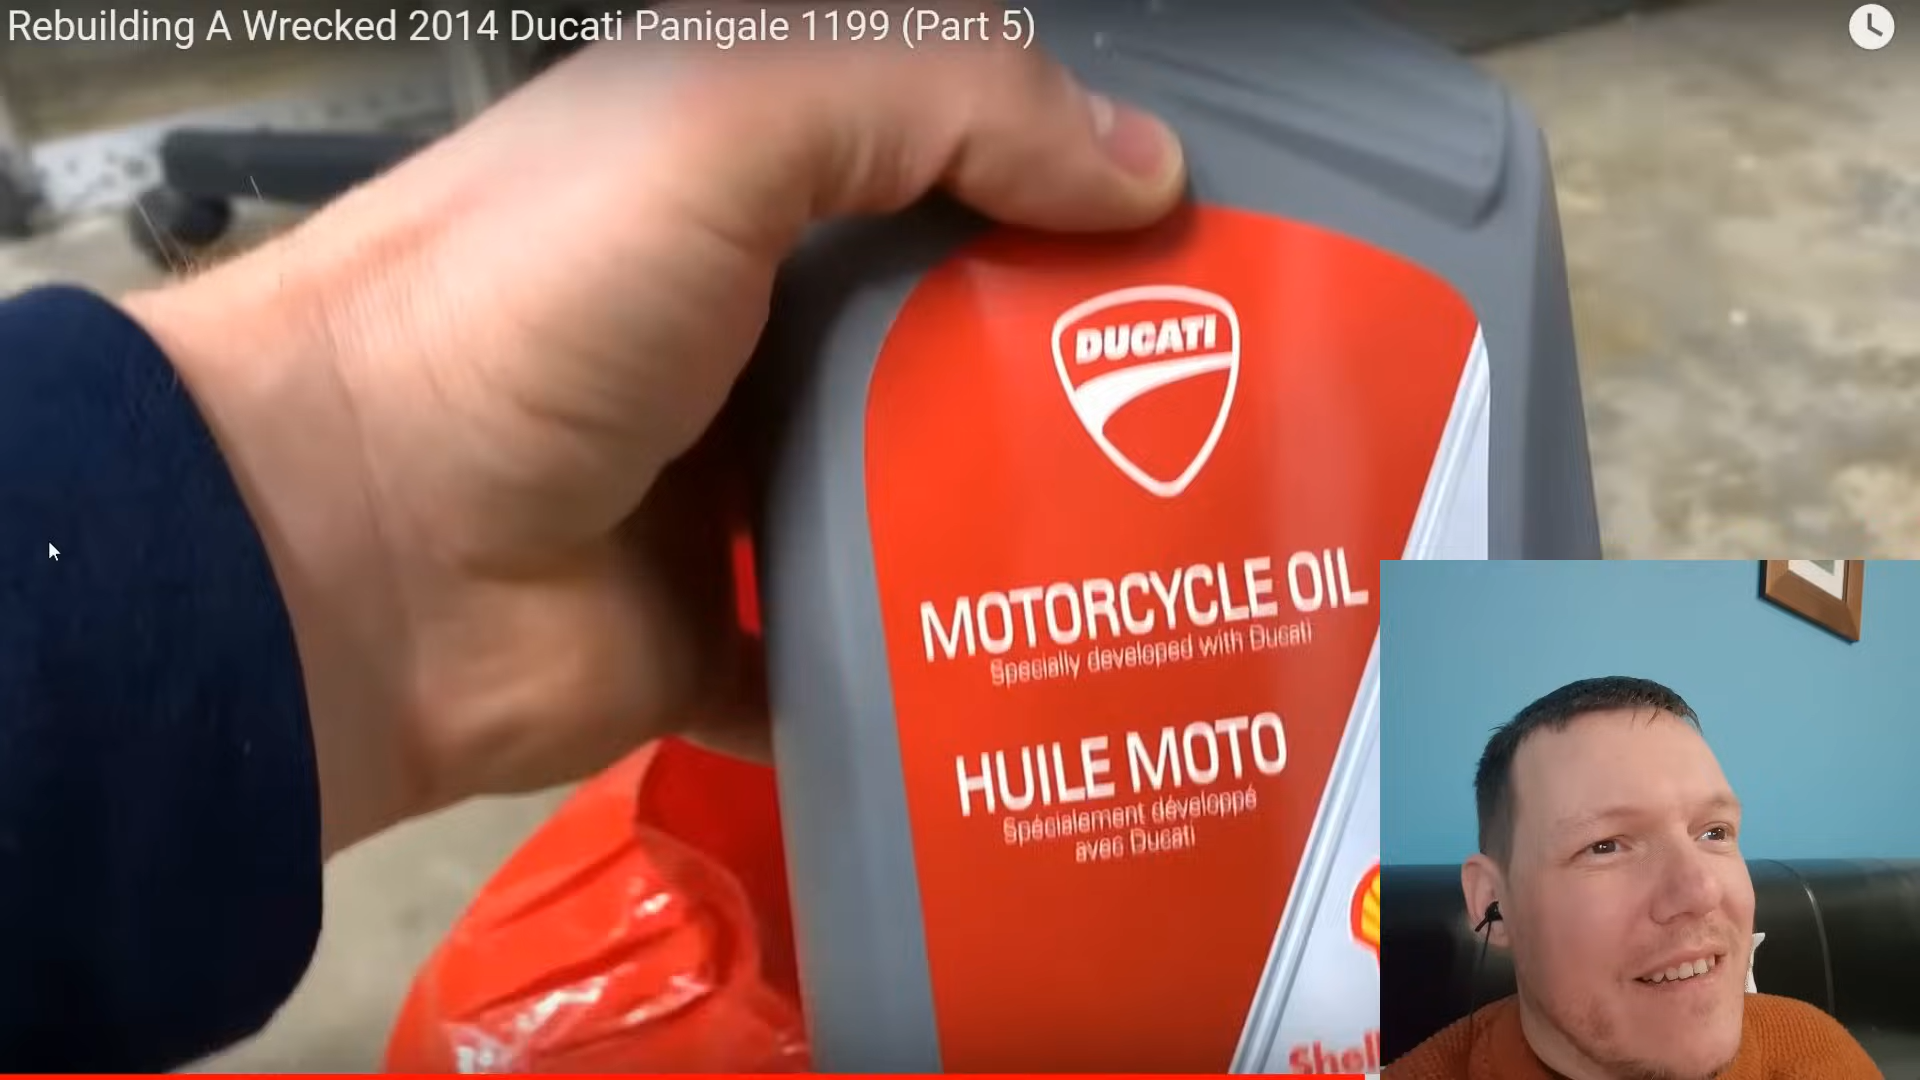 Rebuilding A Wrecked 2014 Ducati Panigale 1199 (Part 5)
DUCATI
MOTORCYCLE OIL
Specially developed with Ducati
HUILE MOTO
Spécialement développé
avec Ducati
Shell